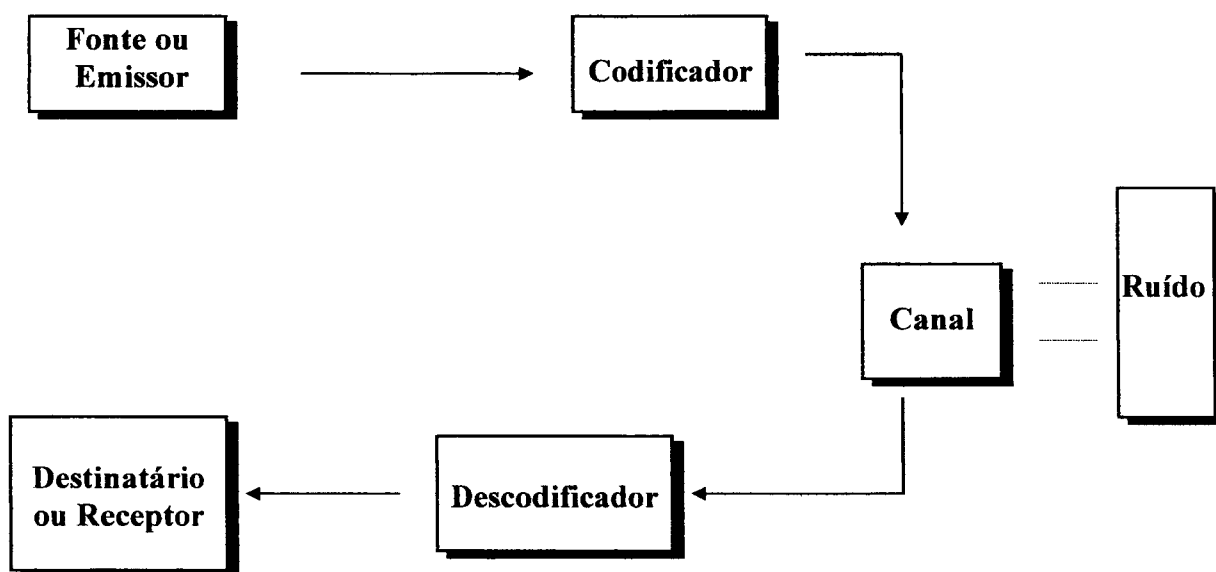 Fonte ou
Emissor
Codificador
Canal
Ruído
Descodificador
Destinatário
ou Receptor